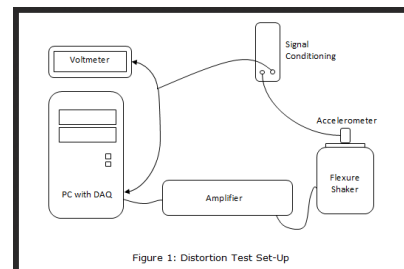 Signal
Conditioning
Voltmeter
Accelerometer
PC with DAQ
Amplifier
Flexure
Shaker
Figure 1: Distortion Test Set-Up